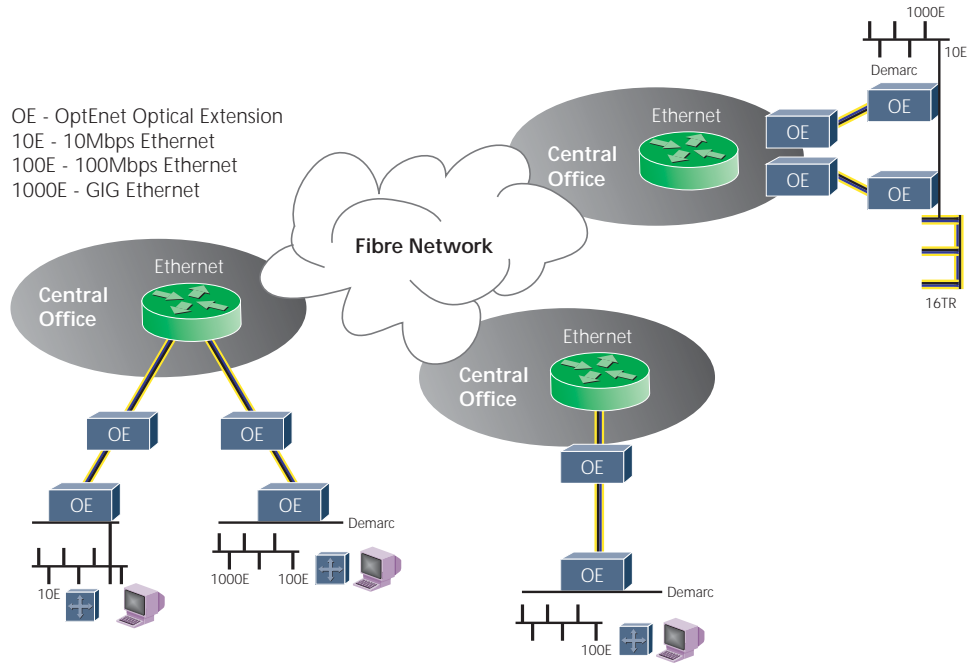 1000E
10E
Demarc
OE - OptEnet Optical Extension
10E - 10Mbps Ethernet
100E - 100Mbps Ethernet
1000E - GIG Ethernet
Ethernet
Central
Office
OE
OE
OE
OE
16TR
Fibre Network
Ethernet
Central
Office
OE
OE
OE
OE
Demarc
10E
1000E
100E
Ethernet
Central
Office
OE
OE
Demarc
100E